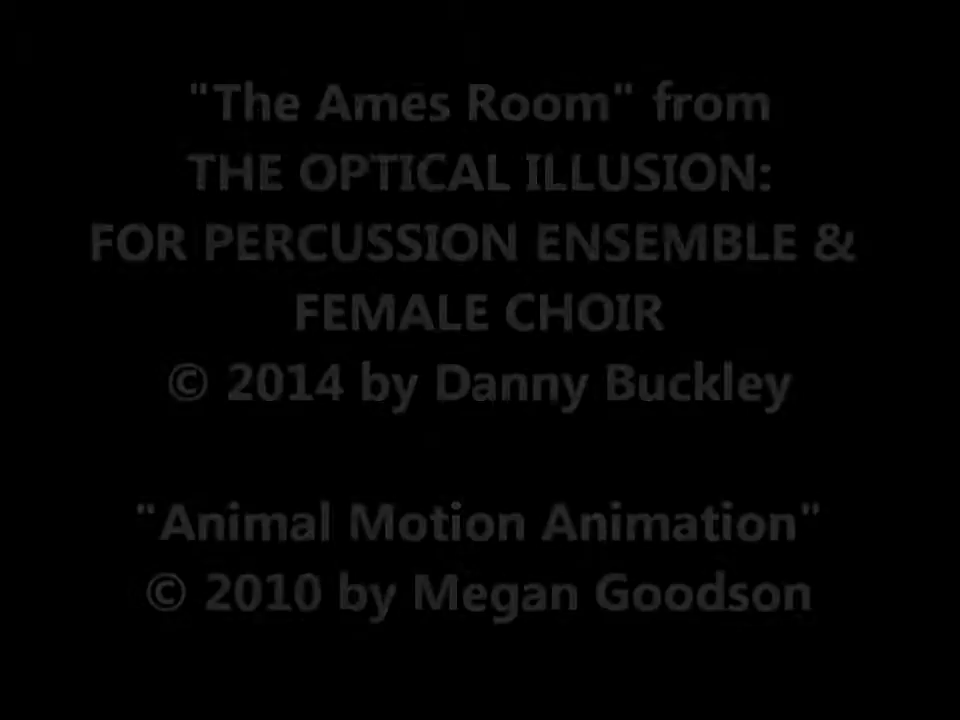 "The Ames Room" from
THE OPTICAL ILLUSION:
FOR PERCUSSION ENSEMBLE &
FEMALE CHOIR
© 2014 by Danny Buckley
"Animal Motion Animation"
© 2010 by Megan Goodson